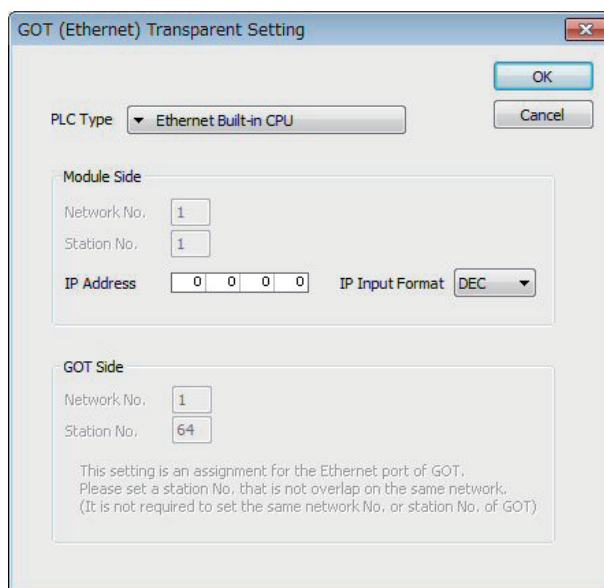 GOT (Ethernet) Transparent Setting
OK
PLC Type Ethernet Built-in CPU
Cancel
Module Side
Network No. 1
Station No. 1
IP Address 0 0 0 0 IP Input Format DEC
GOT Side
Network No. 1
Station No. 64
This setting is an assignment for the Ethernet port of GOT.
Please set a station No. that is not overlap on the same network.
(It is not required to set the same network No. or station No. of GOT)